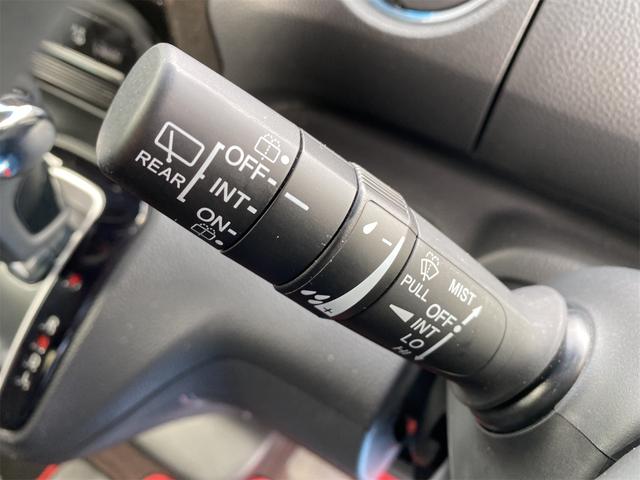 REAR
OFF
INT
ON
PULL
MIST
OFF
INT
LO
HI